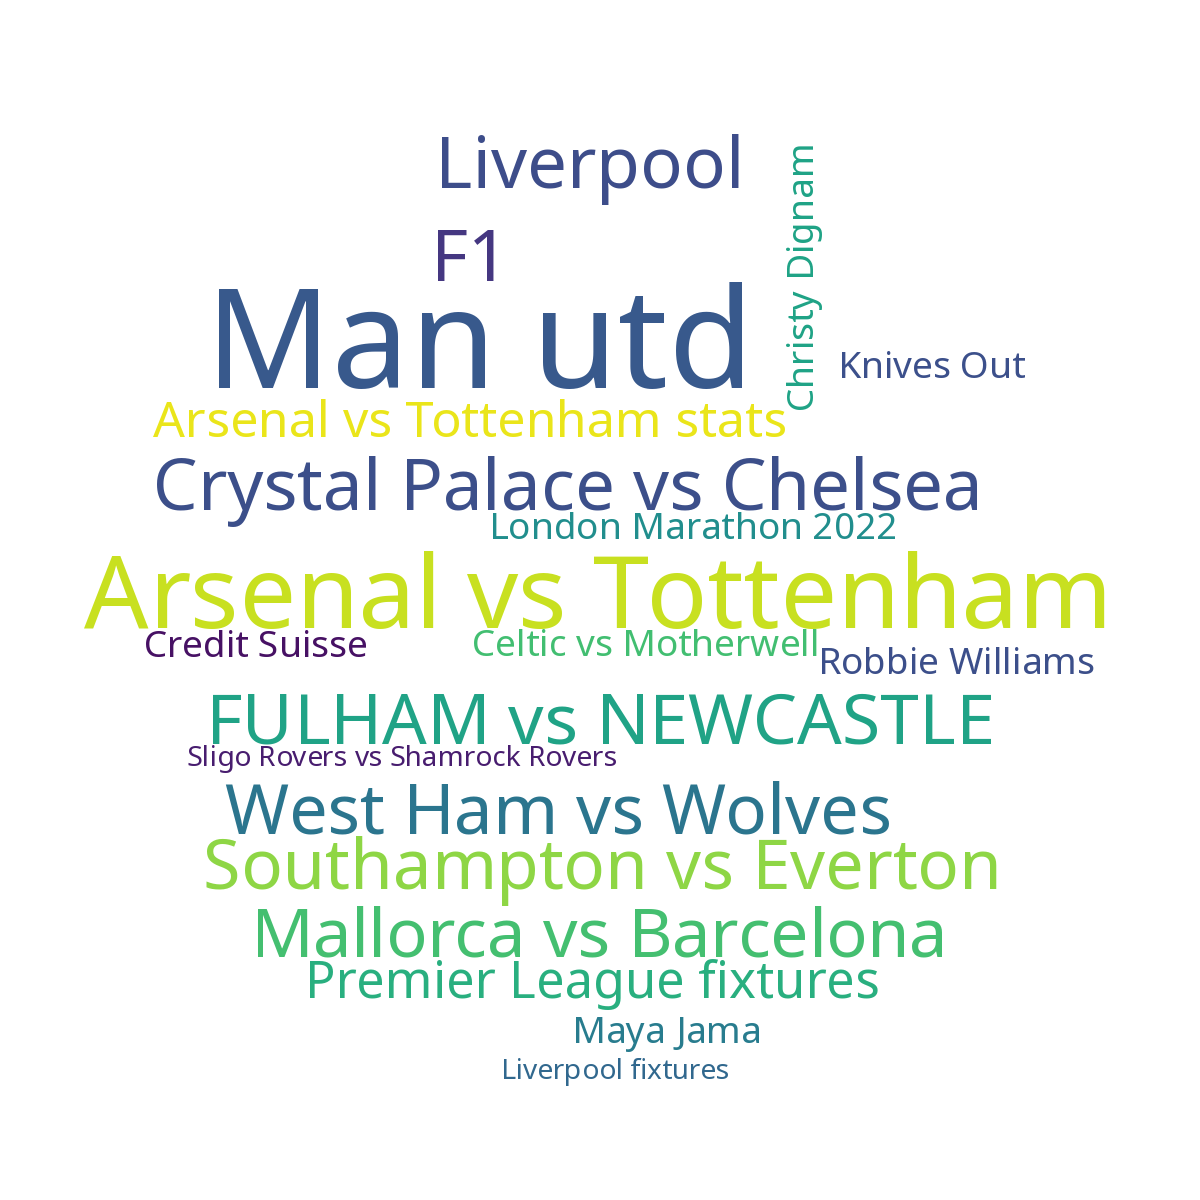 Liverpool
Christy Dignam
F1
Man utd
Knives Out
Arsenal vs Tottenham stats
Crystal Palace vs Chelsea
London Marathon 2022
Arsenal vs Tottenham
Credit Suisse
Celtic vs Motherwell
Robbie Williams
FULHAM vs NEWCASTLE
Sligo Rovers vs Shamrock Rovers
West Ham vs Wolves
Southampton vs Everton
Mallorca vs Barcelona
Premier League fixtures
Maya Jama
Liverpool fixtures